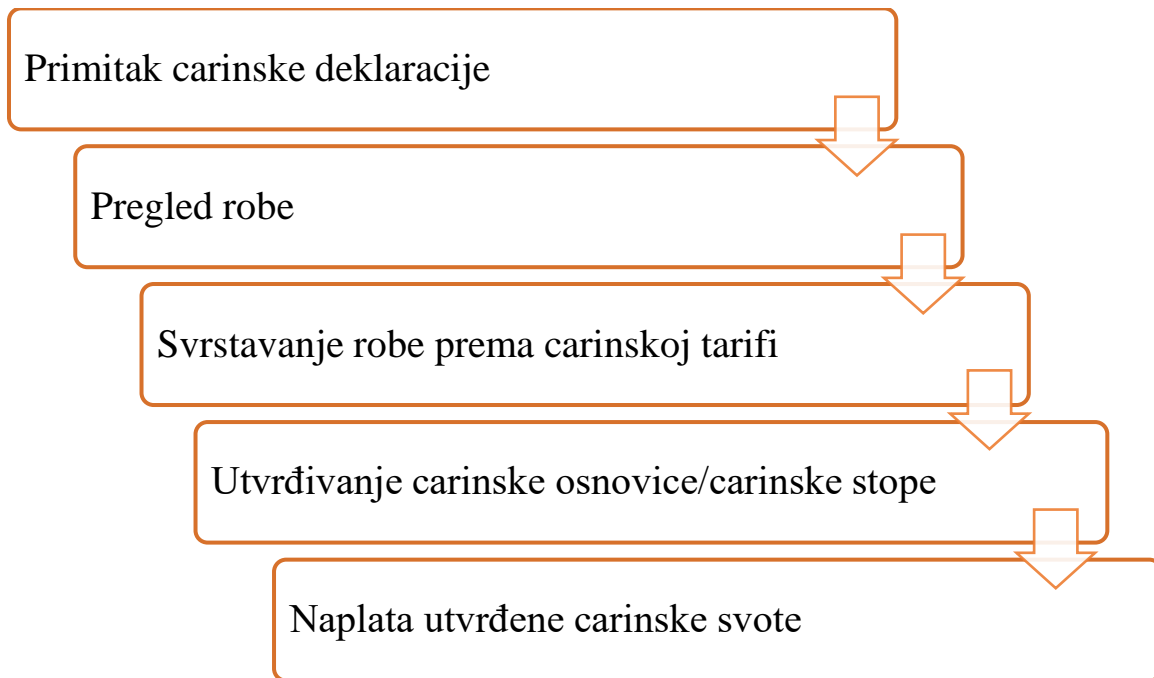 Primitak carinske deklaracije
Pregled robe
Svrstavanje robe prema carinskoj tarifi
Utvrđivanje carinske osnovice/carinske stope
Naplata utvrđene carinske svote